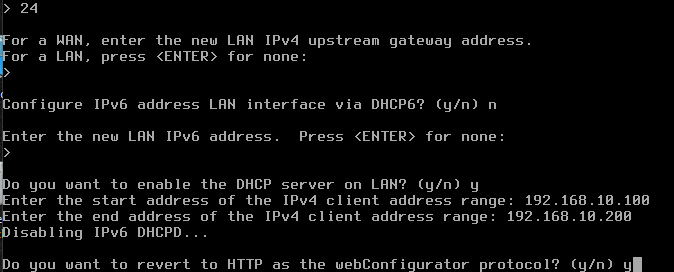 > 24
For a WAN, enter the new LAN IPv4 upstream gateway address.
For a LAN, press <ENTER> for none:
>
Configure IPv6 address LAN interface via DHCP6? (y/n) n
Enter the new LAN IPv6 address.  Press <ENTER> for none:
>
Do you want to enable the DHCP server on LAN? (y/n) y
Enter the start address of the IPv4 client address range: 192.168.10.100
Enter the end address of the IPv4 client address range: 192.168.10.200
Disabling IPv6 DHCPD...
Do you want to revert to HTTP as the webConfigurator protocol? (y/n) y